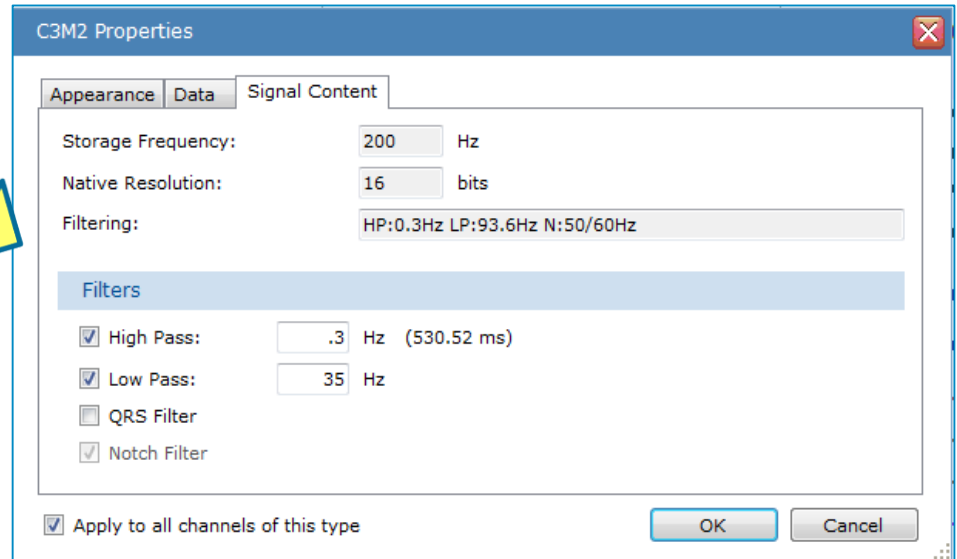 C3M2 Properties
Appearance Data Signal Content
Storage Frequency: 200 Hz
Native Resolution: 16 bits
Filtering: HP:0.3Hz LP:93.6Hz N:50/60Hz
Filters
High Pass: .3 Hz (530.52 ms)
Low Pass: 35 Hz
QRS Filter
Notch Filter
Apply to all channels of this type OK Cancel